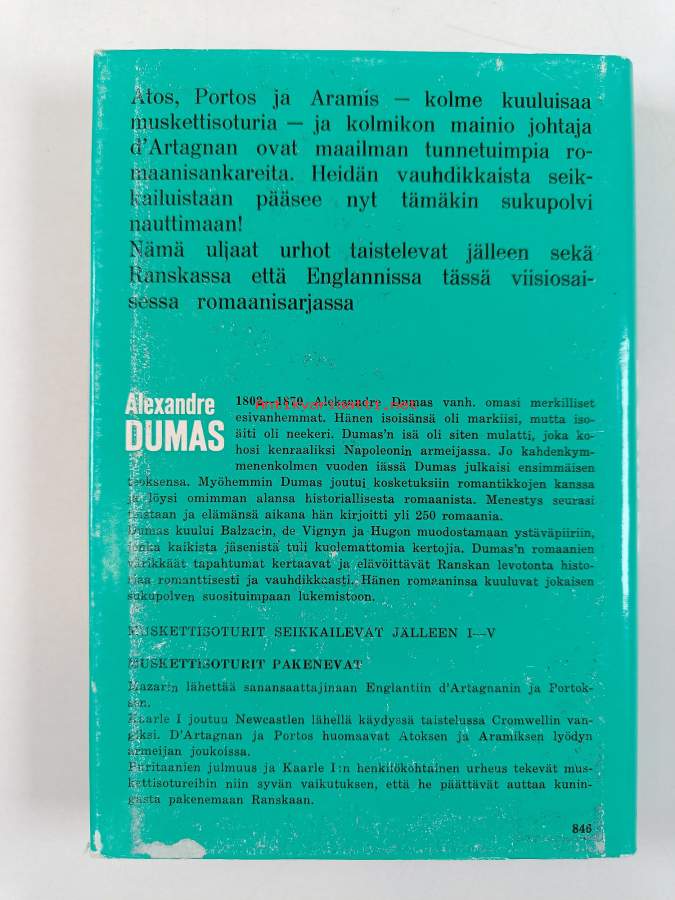 Atos, Portos ja Aramis — kolme kuuluisaa
muskettisoturia — ja kolmikon mainio johtaja
d'Artagnan ovat maailman tunnetuimpia ro-
maanisankareita. Heidän vauhdikkaista seik-
kailuistaan pääsee nyt tämäkin sukupolvi
nauttimaan!
Nämä uljaat urhot taistelevat jälleen sekä
Ranskassa että Englannissa tässä viisiosai-
sessa romaanisarjassa
Alexandre
DUMAS
1802—1870 Aleksandre Dumas vanh. omasi merkilliset
esivanhemmat. Hänen isoisänsä oli markiisi, mutta iso-
äiti oli neekeri. Dumas'n isä oli siten mulatti, joka ko-
hosi kenraaliksi Napoleonin armeijassa. Jo kahdenkym-
menenkolmen vuoden iässä Dumas julkaisi ensimmäisen
teoksensa. Myöhemmin Dumas joutui kosketuksiin romantikkojen kanssa
ja löysi omimman alansa historiallisesta romaanista. Menestys seurasi
toistaan ja elämänsä aikana hän kirjoitti yli 250 romaania.
Dumas kuului Balzacin, de Vignyn ja Hugon muodostamaan ystäväpiiriin,
jonka kaikista jäsenistä tuli kuolemattomia kertojia. Dumas'n romaanien
värikkäät tapahtumat kertaavat ja elävöittävät Ranskan levotonta histo-
riaa romanttisesti ja vauhdikkaasti. Hänen romaaninsa kuuluvat jokaisen
sukupolven suosituimpaan lukemistoon.
MUSKETTISOTURIT SEIKKAILEVAT JÄLLEEN I—V
MUSKETTISOTURIT PAKENEVAT
Mazarin lähettää sanansaattajinaan Englantiin d'Artagnanin ja Portok-
sen.
Kaarle I joutuu Newcastlen lähellä käydyssä taistelussa Cromwellin van-
giksi. D'Artagnan ja Portos huomaavat Atoksen ja Aramiksen lyödyn
armeijan joukoissa.
Puritaanien julmuus ja Kaarle I:n henkilökohtainen urheus tekevät mus-
kettisotureihin niin syvän vaikutuksen, että he päättävät auttaa kunin-
gasta pakenemaan Ranskaan.
846